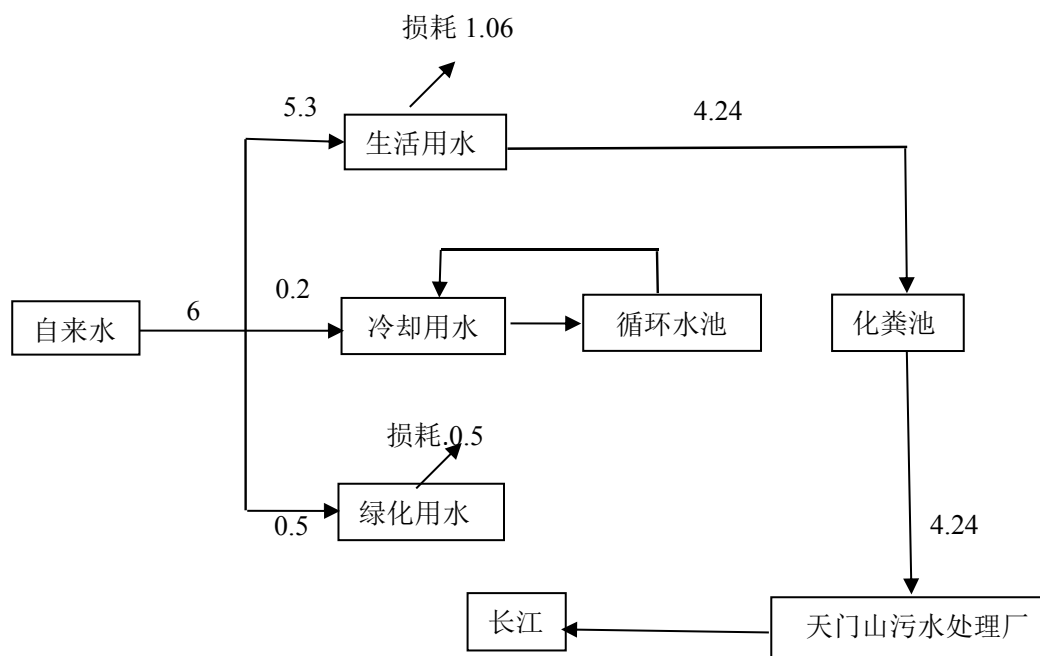 损耗 1.06
5.3
4.24
生活用水
6
0.2
自来水
冷却用水
循环水池
化粪池
损耗.0.5
绿化用水
0.5
4.24
长江
天门山污水处理厂